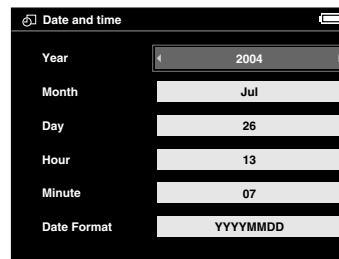 Date and time
Year 2004
Month Jul
Day 26
Hour 13
Minute 07
Date Format YYYYMMDD